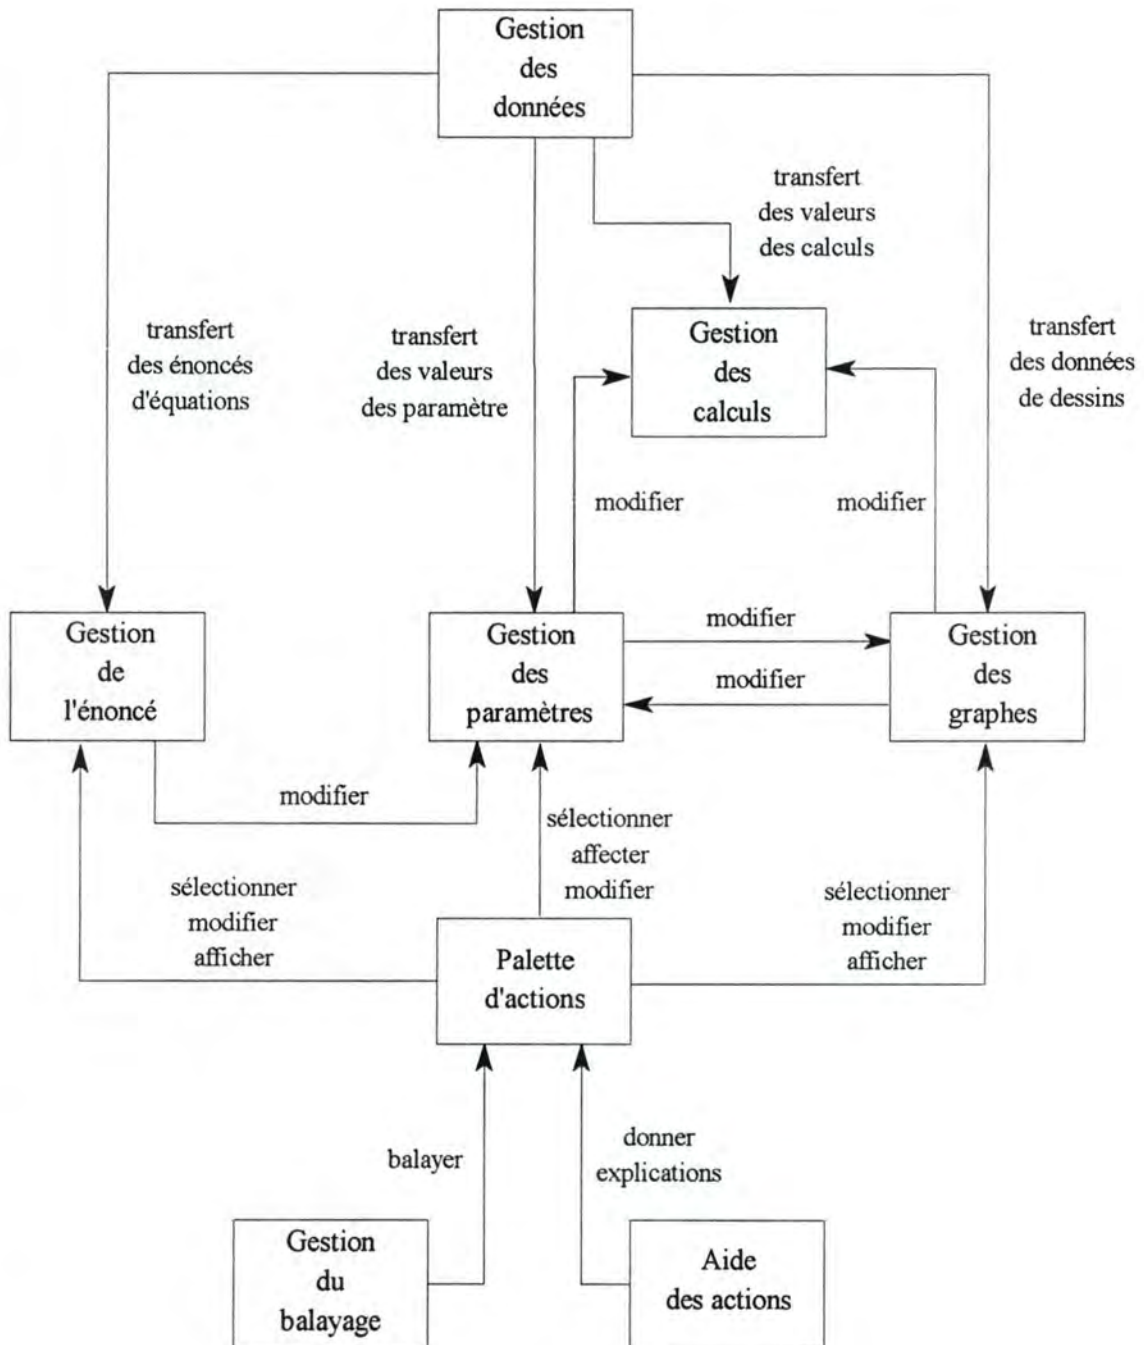 Gestion
des
données
transfert
des valeurs
des calculs
transfert
des énoncés
d'équations
transfert
des valeurs
des paramètre
Gestion
des
calculs
transfert
des données
de dessins
modifier
modifier
Gestion
de
l'énoncé
Gestion
des
paramètres
modifier
modifier
Gestion
des
graphes
modifier
sélectionner
affecter
modifier
sélectionner
modifier
afficher
sélectionner
modifier
afficher
Palette
d'actions
balayer
donner
explications
Gestion
du
balayage
Aide
des actions